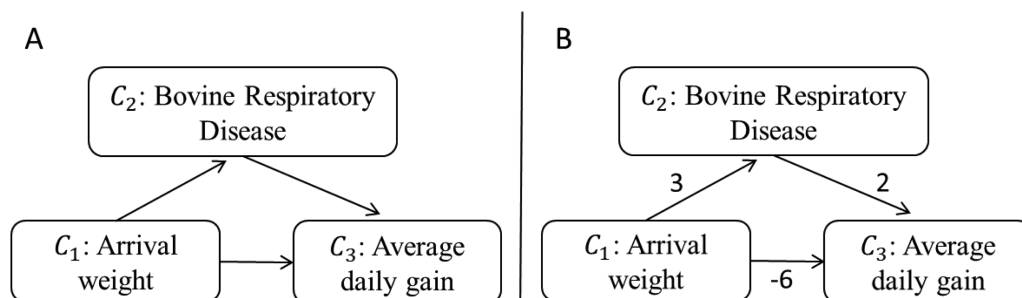 A
C₂: Bovine Respiratory
Disease
C₁: Arrival
weight
C₃: Average
daily gain
B
C₂: Bovine Respiratory
Disease
3
2
C₁: Arrival
weight
-6
C₃: Average
daily gain